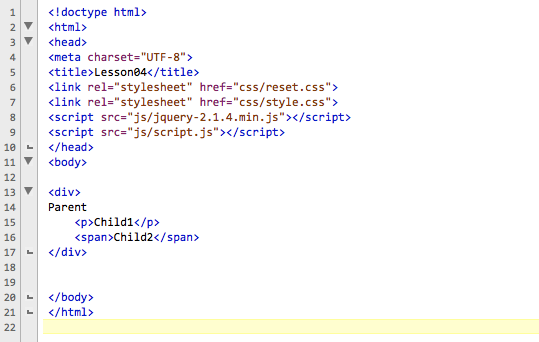 1 <!doctype html>
2 <html>
3 <head>
4 <meta charset="UTF-8">
5 <title>Lesson04</title>
6 <link rel="stylesheet" href="css/reset.css">
7 <link rel="stylesheet" href="css/style.css">
8 <script src="js/jquery-2.1.4.min.js"></script>
9 <script src="js/script.js"></script>
10 </head>
11 <body>
12
13 <div>
14 Parent
15     <p>Child1</p>
16     <span>Child2</span>
17 </div>
18
19
20 </body>
21 </html>
22